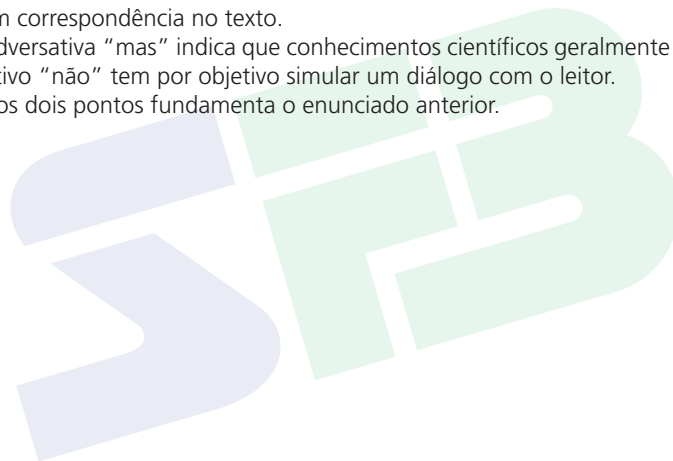 m correspondência no texto.
dversativa “mas” indica que conhecimentos científicos geralmente
tivo “não” tem por objetivo simular um diálogo com o leitor.
os dois pontos fundamenta o enunciado anterior.
SFB